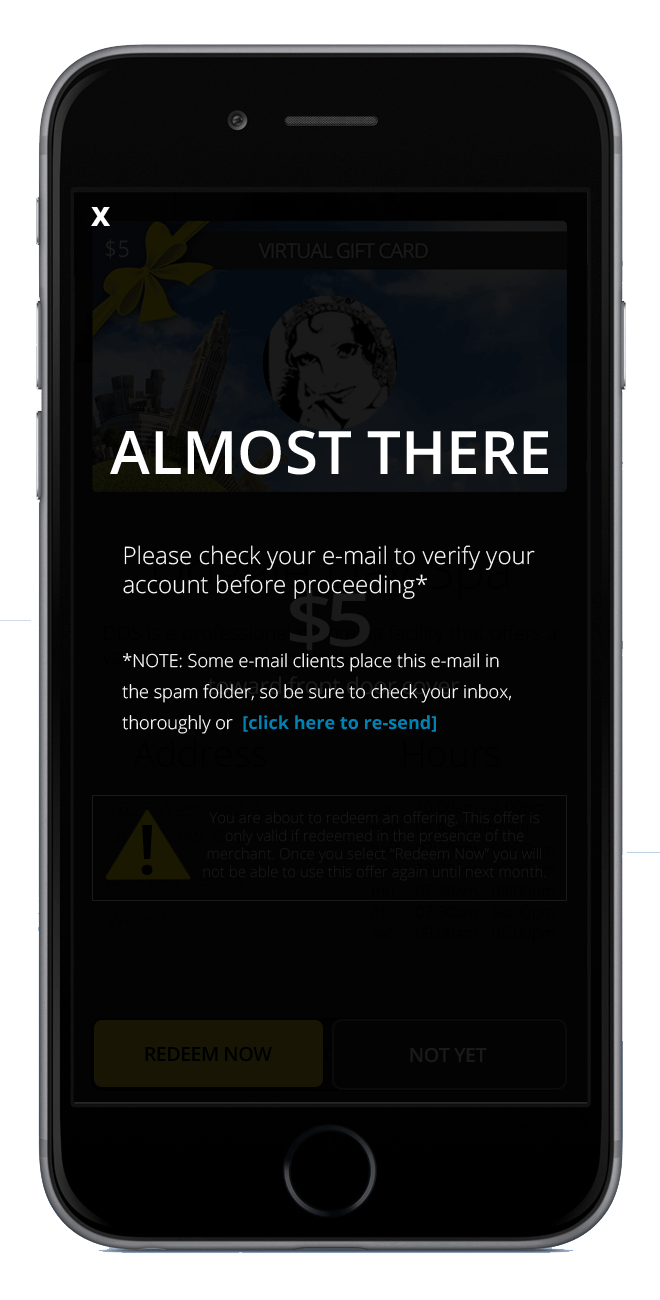 X
$5
VIRTUAL GIFT CARD
ALMOST THERE
Please check your e-mail to verify your
account before proceeding*
Spa
$5
*NOTE: Some e-mail clients place this e-mail in
the spam folder, so be sure to check your inbox,
toward front door cover
thoroughly or [click here to re-send]
Address
Hours
You are about to redeem an offering. This offer is
only valid if redeemed in the presence of the
merchant. Once you select “Redeem Now” you will
not be able to use this offer again until next month.
REDEEM NOW
NOT YET